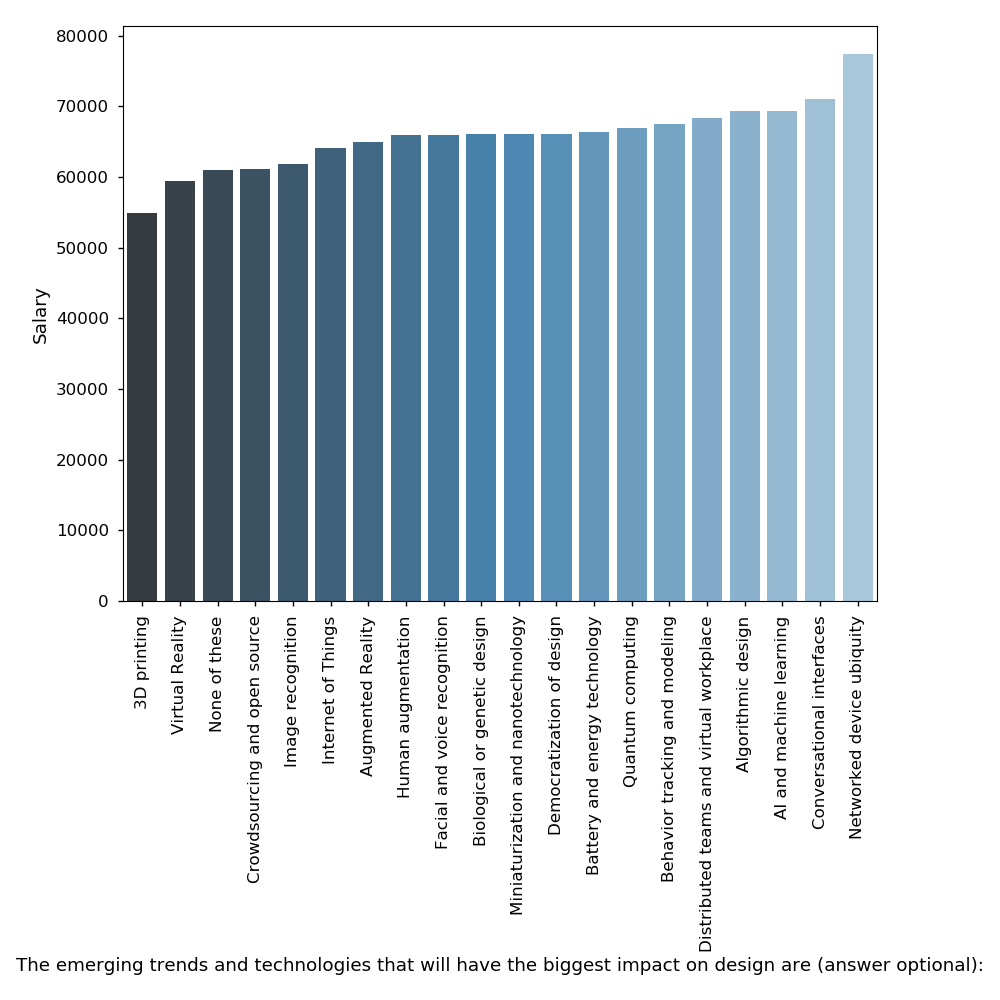 80000
70000
60000
50000
40000
30000
20000
10000
0
Salary
3D printing
Virtual Reality
None of these
Crowdsourcing and open source
Image recognition
Internet of Things
Augmented Reality
Human augmentation
Facial and voice recognition
Biological or genetic design
Miniaturization and nanotechnology
Democratization of design
Battery and energy technology
Quantum computing
Behavior tracking and modeling
Distributed teams and virtual workplace
Algorithmic design
AI and machine learning
Conversational interfaces
Networked device ubiquity
The emerging trends and technologies that will have the biggest impact on design are (answer optional):